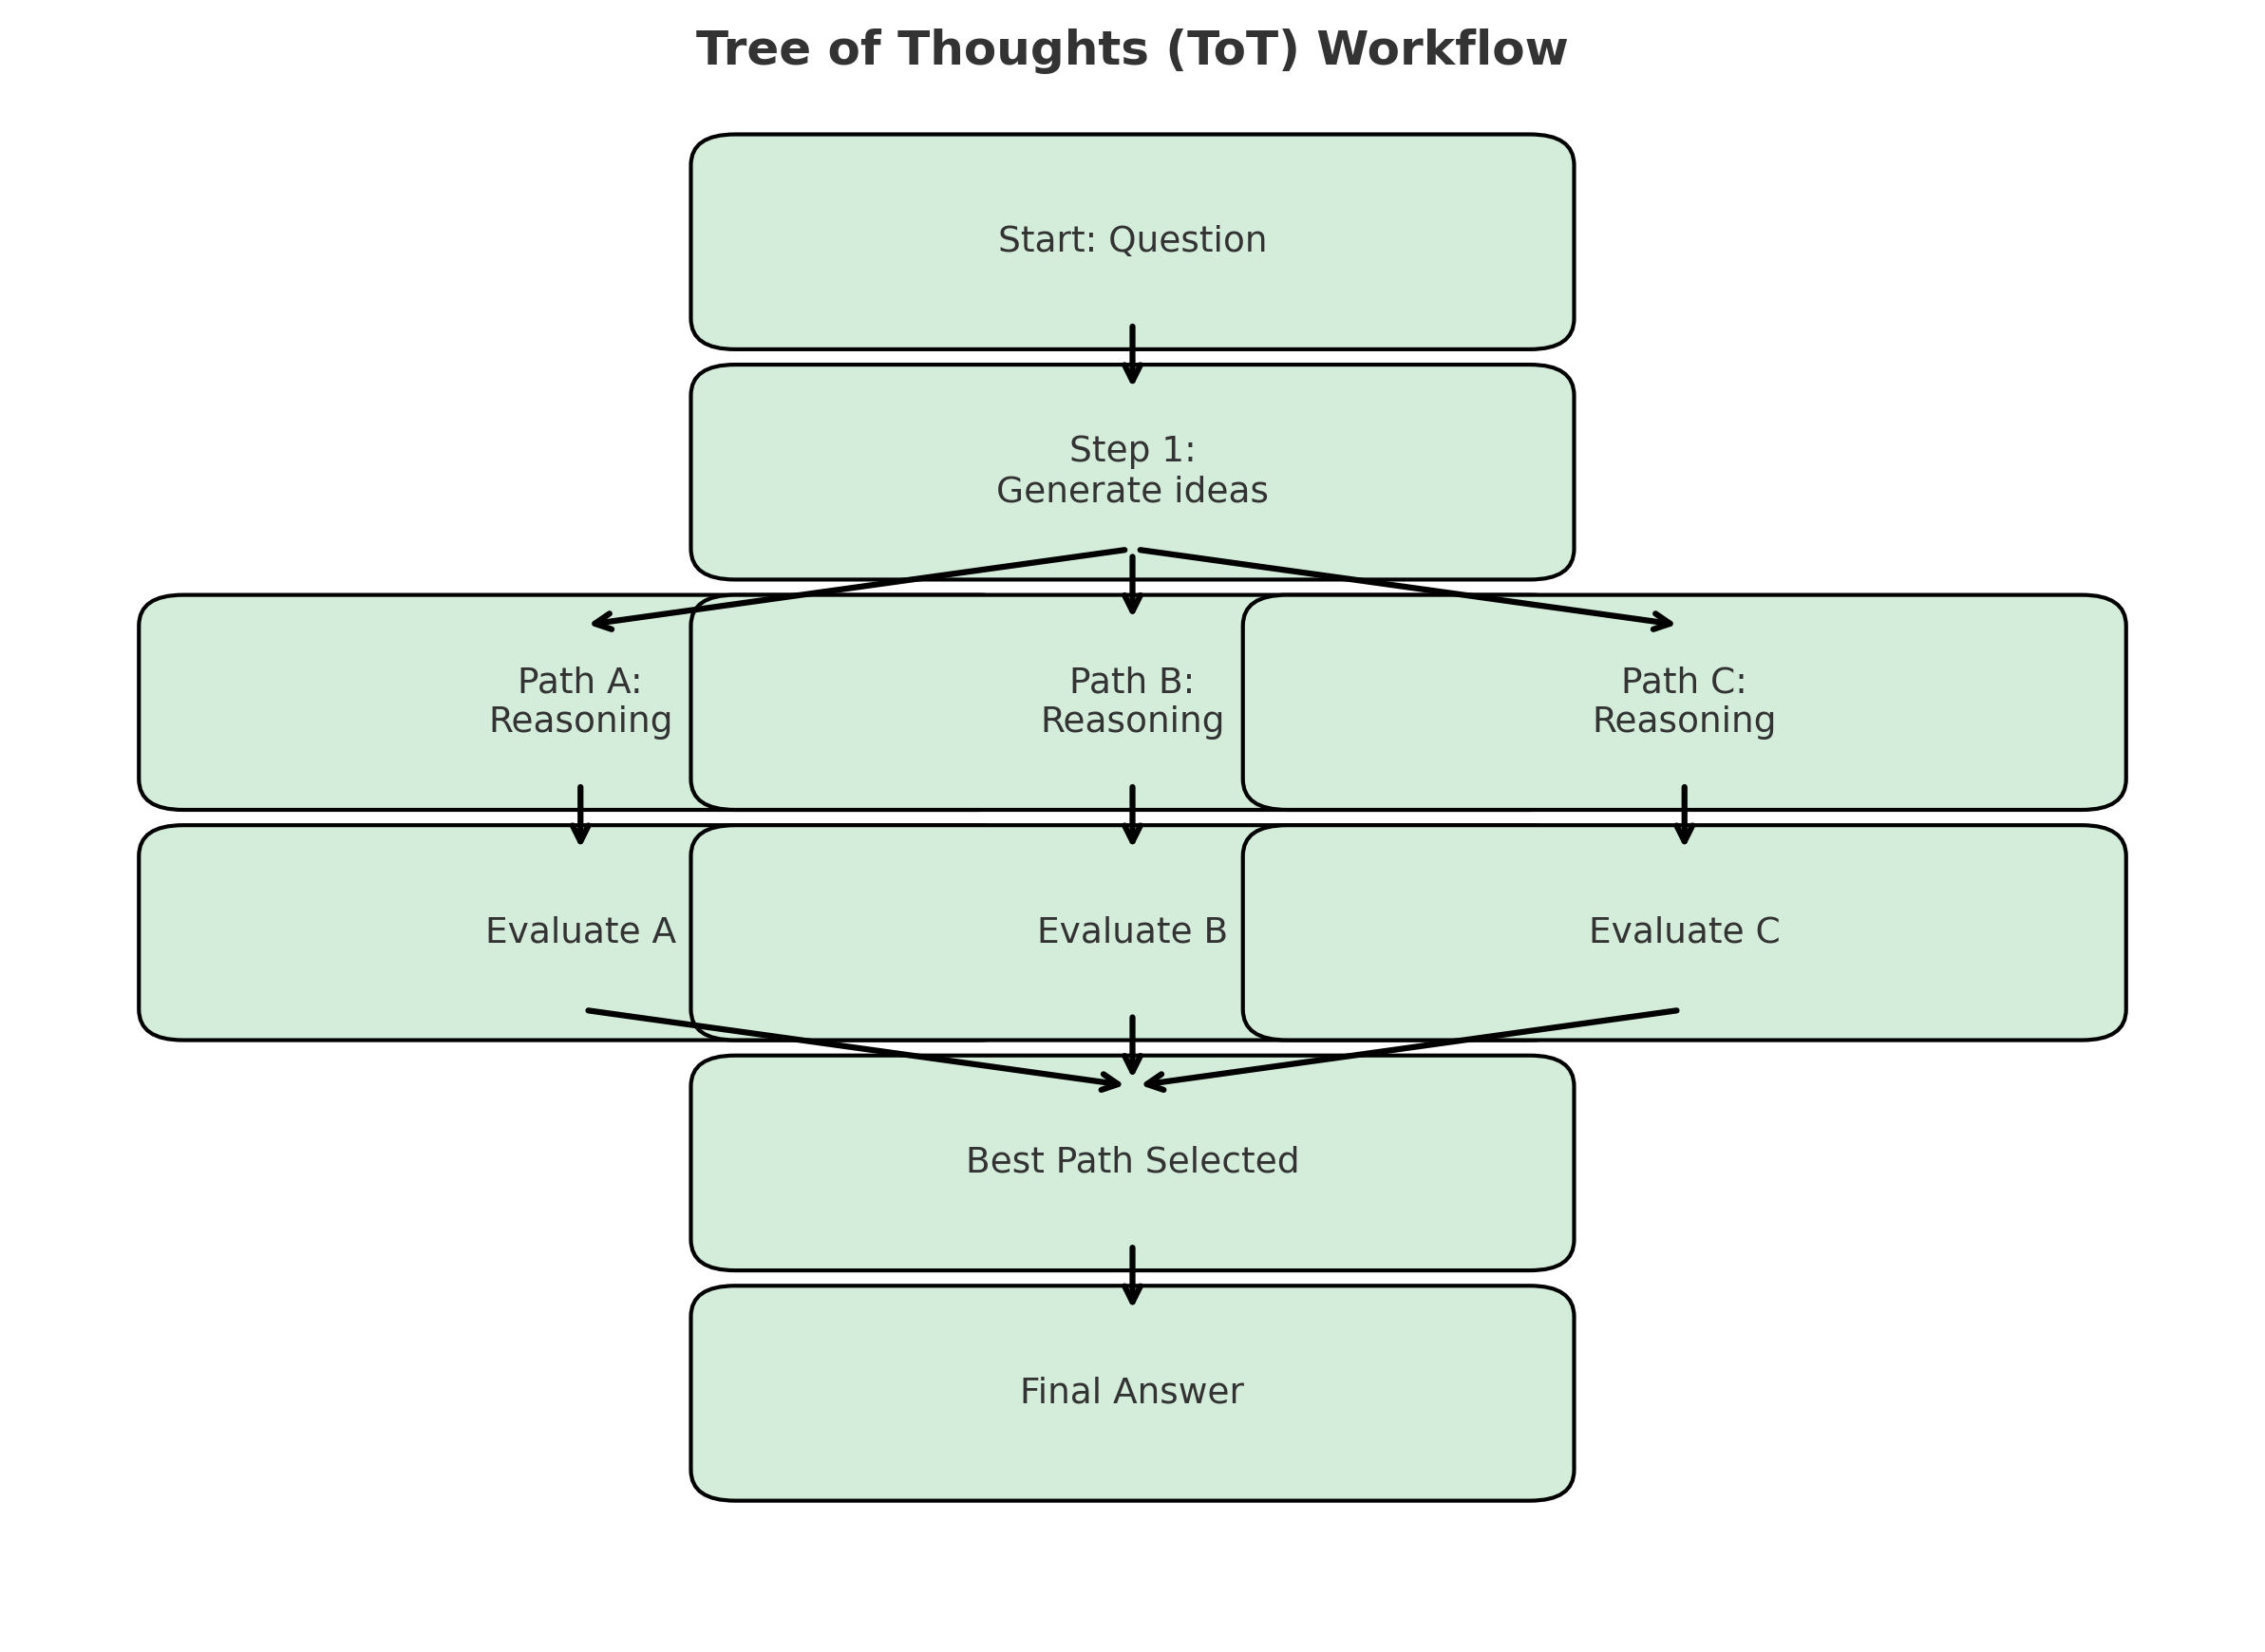 Tree of Thoughts (ToT) Workflow
Start: Question
Step 1:
Generate ideas
Path A:
Reasoning
Path B:
Reasoning
Path C:
Reasoning
Evaluate A
Evaluate B
Evaluate C
Best Path Selected
Final Answer